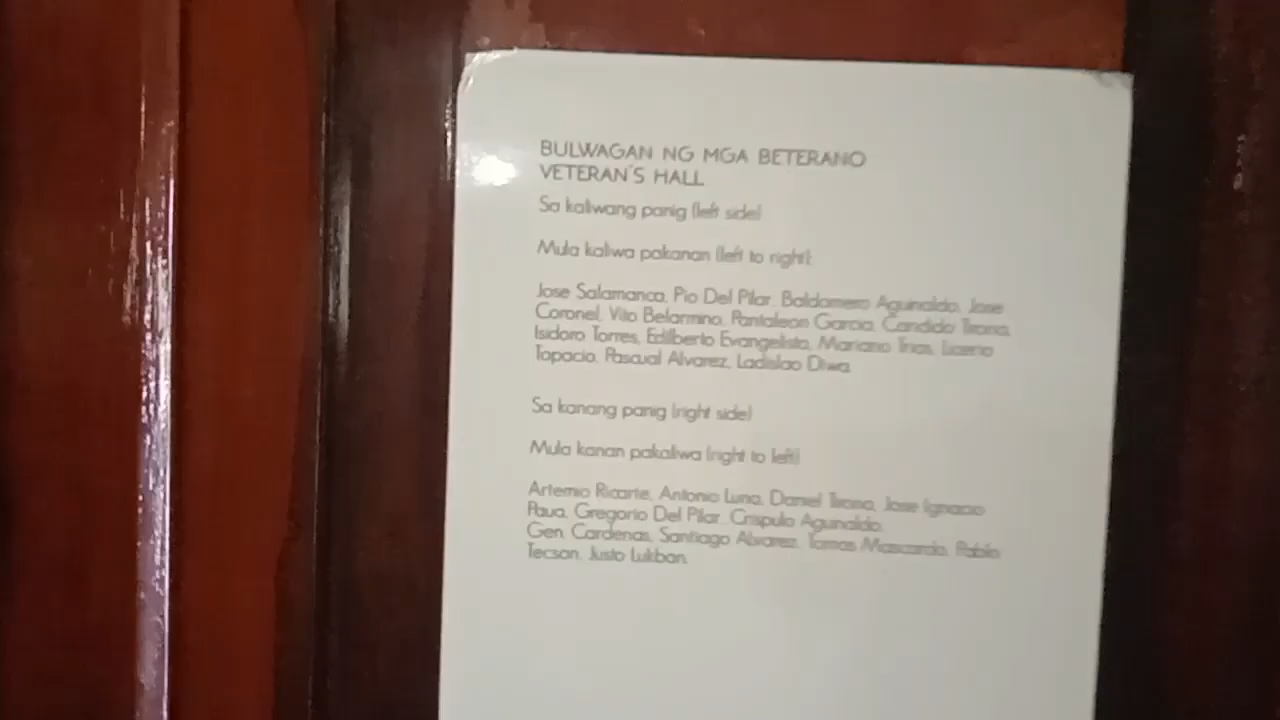 BULWAGAN NG MGA BETERANO
VETERAN'S HALL
Sa kaliwang panig (left side)
Mula kaliwa pakanan (left to right):
Jose Salamanca, Pio Del Pilar, Baldomero Aguinaldo, Jose
Coronel, Vito Belarmino, Pantaleon Garcia, Candido Tirona,
Isidoro Torres, Edilberto Evangelista, Mariano Trias, Licerio
Topacio, Pascual Alvarez, Ladislao Diwa
Sa kanang panig (right side)
Mula kanan pakaliwa (right to left)
Artemio Ricarte, Antonio Luna, Daniel Tirona, Jose Ignacio
Paua, Gregorio Del Pilar, Crispulo Agunaldo,
Gen. Cardenas, Santiago Alvarez, Tomas Mascardo, Pablo
Tecson, Justo Lukban.